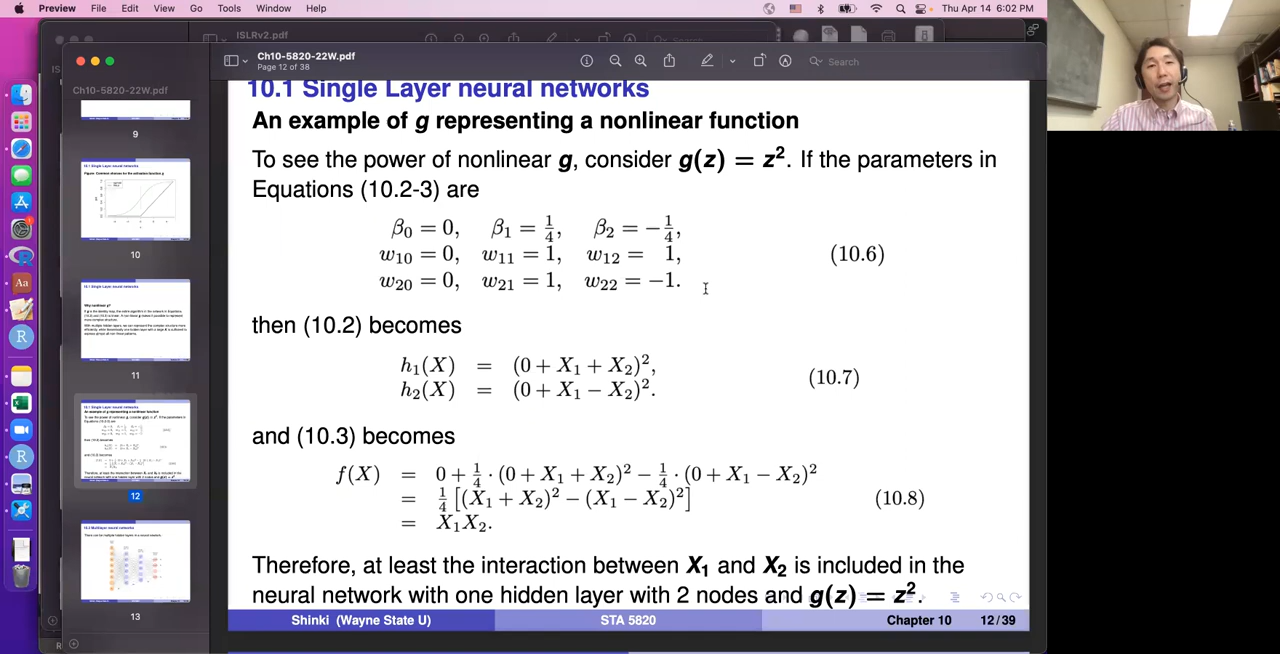 Preview File Edit View Go Tools Window Help Thu Apr 14 6:02 PM
ISLRv2.pdf
Ch10-5820-22W.pdf
Page 12 of 38
Search
Ch10-5820-22W.pdf
9
10
11
12
13
10.1 Single Layer neural networks
An example of g representing a nonlinear function
To see the power of nonlinear g, consider g(z) = z². If the parameters in
Equations (10.2-3) are
β₀ = 0, β₁ = 1/4, β₂ = −1/4,
w₁₀ = 0, w₁₁ = 1, w₁₂ = 1, (10.6)
w₂₀ = 0, w₂₁ = 1, w₂₂ = −1.
then (10.2) becomes
h₁(X) = (0 + X₁ + X₂)²,
(10.7)
h₂(X) = (0 + X₁ − X₂)².
and (10.3) becomes
f(X) = 0 + 1/4 · (0 + X₁ + X₂)² − 1/4 · (0 + X₁ − X₂)²
= 1/4 [(X₁ + X₂)² − (X₁ − X₂)²] (10.8)
= X₁X₂.
Therefore, at least the interaction between X₁ and X₂ is included in the
neural network with one hidden layer with 2 nodes and g(z) = z².
Shinki (Wayne State U) STA 5820 Chapter 10 12/39